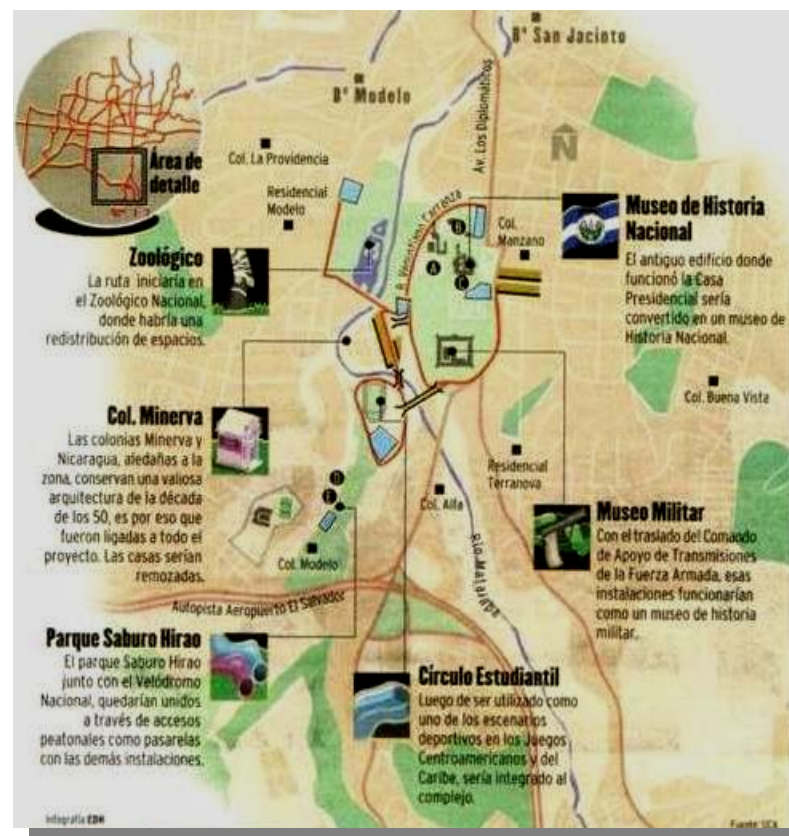 Bº San Jacinto
Bº Modelo
Av. Los Diplomáticos
N
Área de
detalle
Col. La Providencia
Residencial
Modelo
B. Venustiano Carranza
Col.
Manzano
A
B
C
Museo de Historia
Nacional
El antiguo edificio donde
funcionó la Casa
Presidencial sería
convertido en un museo de
Historia Nacional.
Zoológico
La ruta iniciaría en
el Zoológico Nacional,
donde habría una
redistribución de espacios.
Col. Buena Vista
Col. Minerva
Las colonias Minerva y
Nicaragua, aledañas a la
zona, conservan una valiosa
arquitectura de la década
de los 50, es por eso que
fueron ligadas a todo el
proyecto. Las casas serían
remozadas.
Residencial
Terranova
D
E
Col. Alfa
Col. Modelo
Museo Militar
Con el traslado del Comando
de Apoyo de Transmisiones
de la Fuerza Armada, esas
instalaciones funcionarían
como un museo de historia
militar.
Autopista Aeropuerto El Salvador
Parque Saburo Hirao
El parque Saburo Hirao
junto con el Velódromo
Nacional, quedarían unidos
a través de accesos
peatonales como pasarelas
con las demás instalaciones.
Círculo Estudiantil
Luego de ser utilizado como
uno de los escenarios
deportivos en los Juegos
Centroamericanos y del
Caribe, sería integrado al
complejo.
Infografía EDH